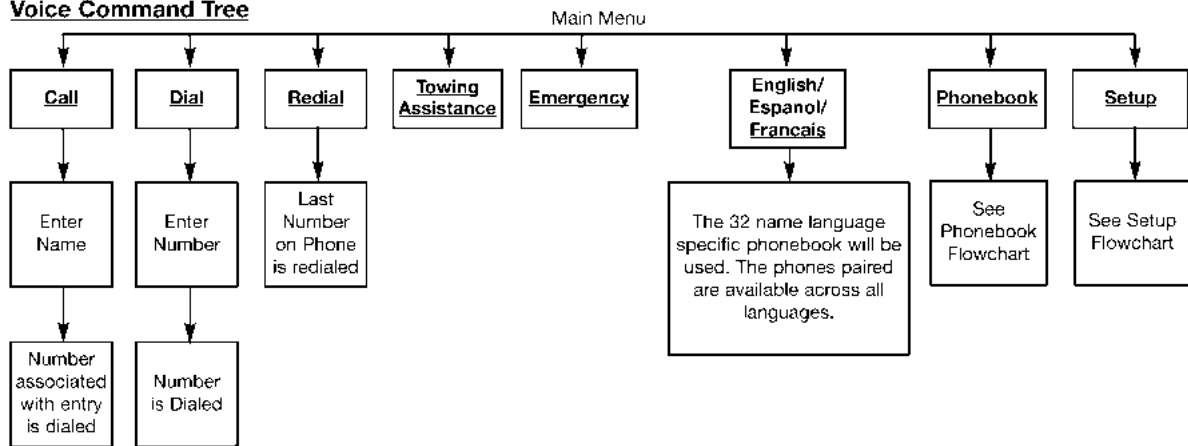 Voice Command Tree
Main Menu
Call
Dial
Redial
Towing
Assistance
Emergency
English/
Espanol/
Francais
Phonebook
Setup
Enter
Name
Enter
Number
Last
Number
on Phone
is redialed
The 32 name language
specific phonebook will be
used. The phones paired
are available across all
languages.
See
Phonebook
Flowchart
See Setup
Flowchart
Number
associated
with entry
is dialed
Number
is Dialed